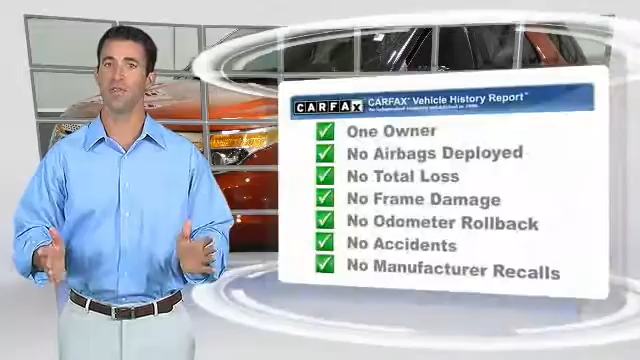 CARFAX CARFAX™ Vehicle History Report™
One Owner
No Airbags Deployed
No Total Loss
No Frame Damage
No Odometer Rollback
No Accidents
No Manufacturer Recalls